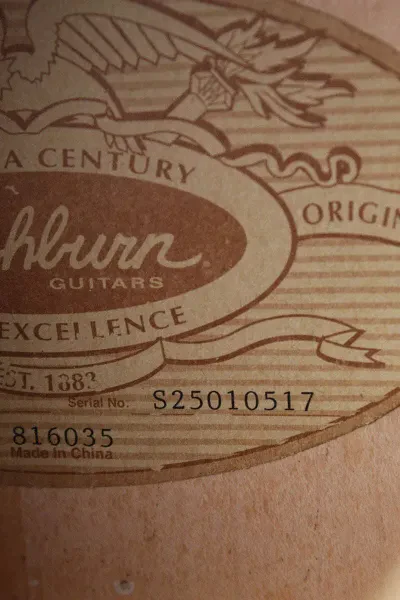 A CENTURY
ORIGIN
hburn
GUITARS
EXCELLENCE
EST. 1883
Serial No. S25010517
816035
Made In China